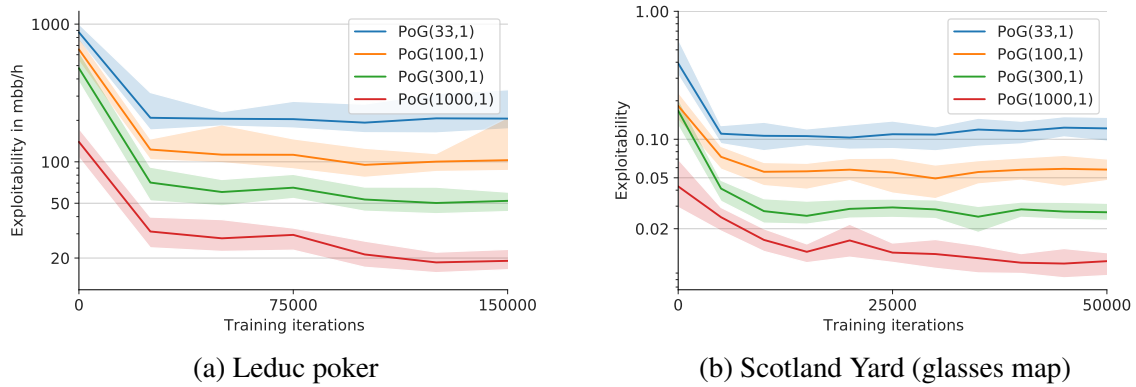 1000
100
50
20
Exploitability in mbb/h
PoG(33,1)
PoG(100,1)
PoG(300,1)
PoG(1000,1)
0
75000
150000
Training iterations
(a) Leduc poker
1.00
0.10
0.05
0.02
Exploitability
PoG(33,1)
PoG(100,1)
PoG(300,1)
PoG(1000,1)
0
25000
50000
Training iterations
(b) Scotland Yard (glasses map)